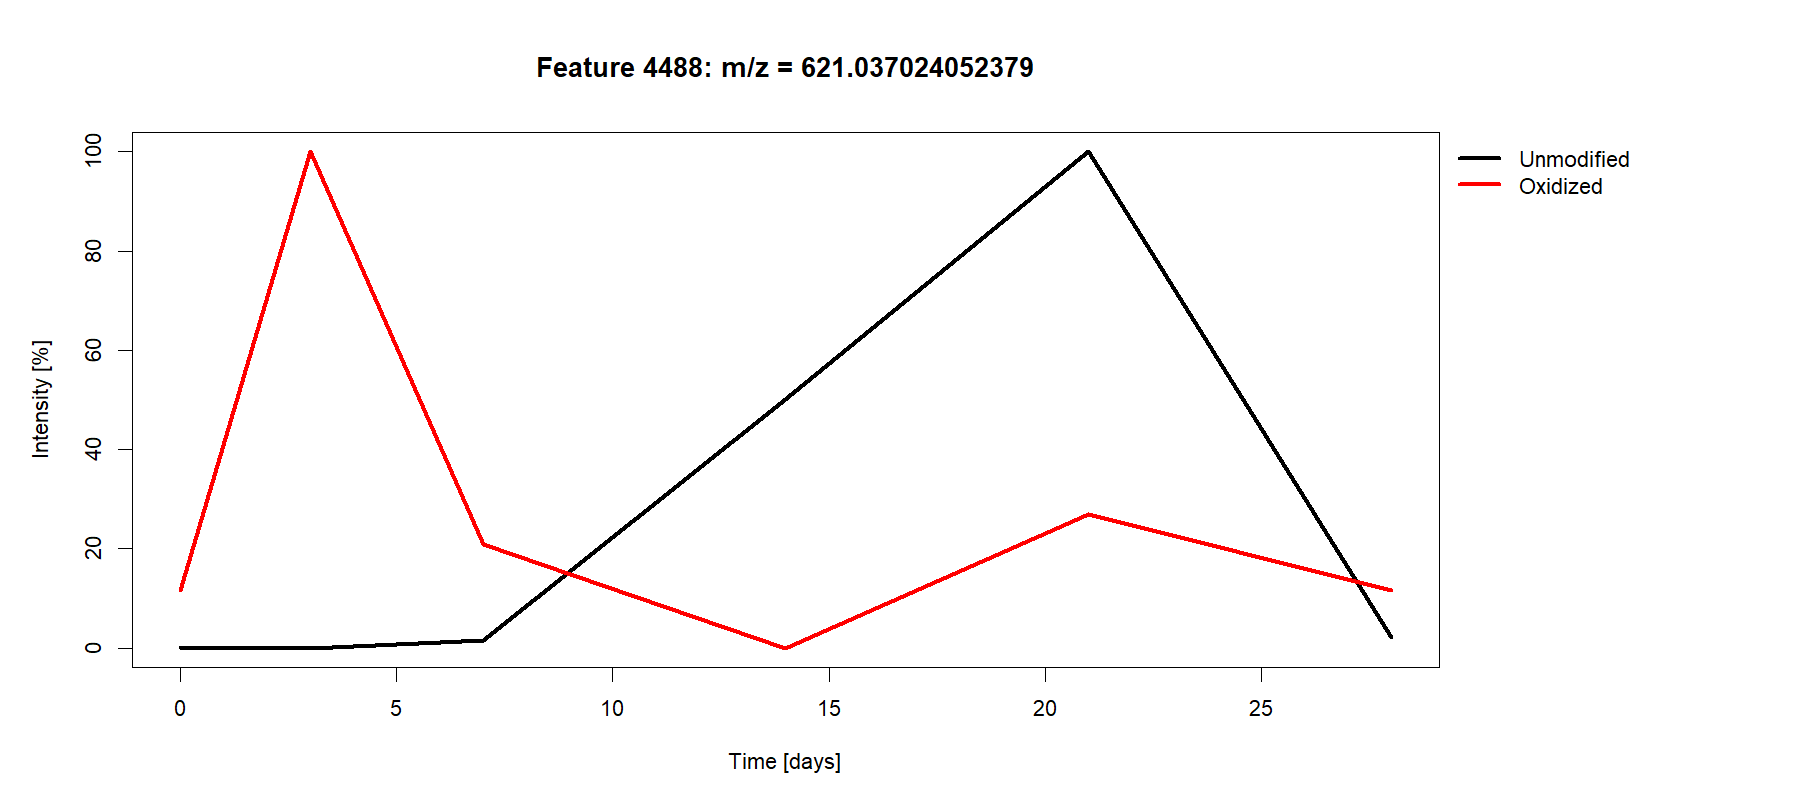 Feature 4488: m/z = 621.037024052379
Unmodified
Oxidized
100
80
60
40
20
0
Intensity [%]
0 5 10 15 20 25
Time [days]